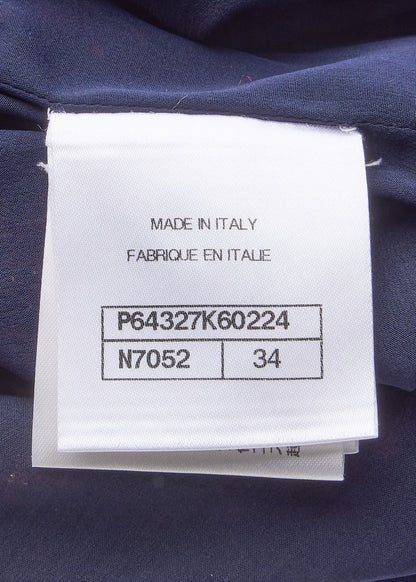 MADE IN ITALY
FABRIQUE EN ITALIE
P64327K60224
N7052 34